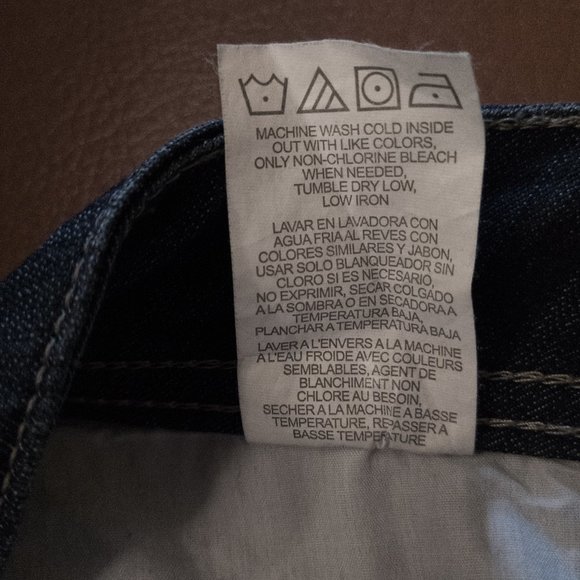 MACHINE WASH COLD INSIDE
OUT WITH LIKE COLORS,
ONLY NON-CHLORINE BLEACH
WHEN NEEDED,
TUMBLE DRY LOW,
LOW IRON
LAVAR EN LAVADORA CON
AGUA FRIA AL REVES CON
COLORES SIMILARES Y JABON,
USAR SOLO BLANQUEADOR SIN
CLORO SI ES NECESARIO,
NO EXPRIMIR, SECAR COLGADO
A LA SOMBRA O EN SECADORA A
TEMPERATURA BAJA,
PLANCHAR A TEMPERATURA BAJA
LAVER A L'ENVERS A LA MACHINE
À L'EAU FROIDE AVEC COULEURS
SEMBLABLES, AGENT DE
BLANCHIMENT NON
CHLORE AU BESOIN,
SECHER A LA MACHINE A BASSE
TEMPERATURE, REPASSER A
BASSE TEMPERATURE